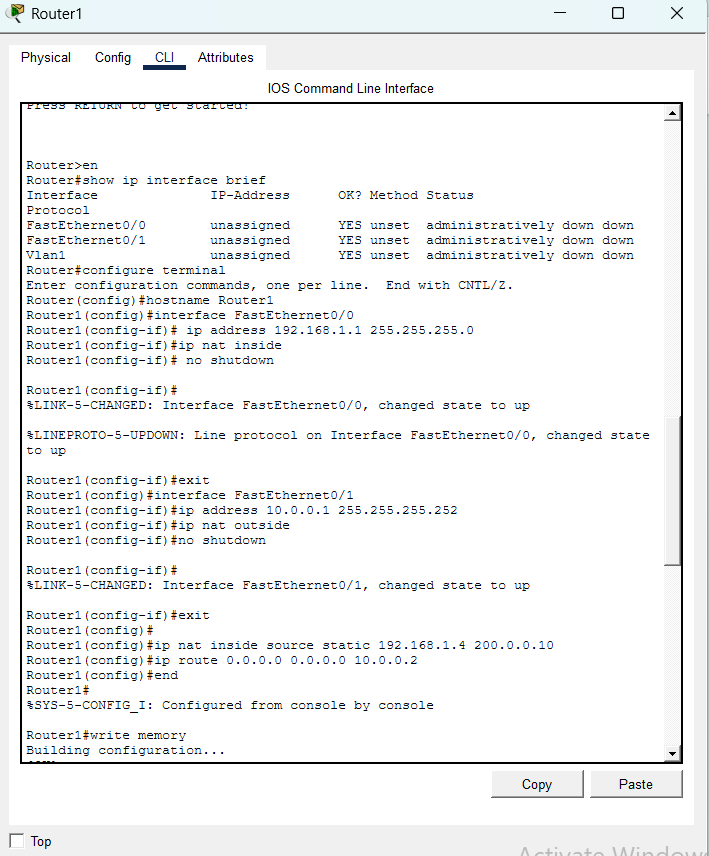 Router1
Physical Config CLI Attributes
IOS Command Line Interface
Press RETURN to get started!
Router>en
Router#show ip interface brief
Interface IP-Address OK? Method Status
Protocol
FastEthernet0/0 unassigned YES unset administratively down down
FastEthernet0/1 unassigned YES unset administratively down down
Vlan1 unassigned YES unset administratively down down
Router#configure terminal
Enter configuration commands, one per line. End with CNTL/Z.
Router(config)#hostname Router1
Router1(config)#interface FastEthernet0/0
Router1(config-if)# ip address 192.168.1.1 255.255.255.0
Router1(config-if)#ip nat inside
Router1(config-if)# no shutdown
Router1(config-if)#
%LINK-5-CHANGED: Interface FastEthernet0/0, changed state to up
%LINEPROTO-5-UPDOWN: Line protocol on Interface FastEthernet0/0, changed state
to up
Router1(config-if)#exit
Router1(config)#interface FastEthernet0/1
Router1(config-if)#ip address 10.0.0.1 255.255.255.252
Router1(config-if)#ip nat outside
Router1(config-if)#no shutdown
Router1(config-if)#
%LINK-5-CHANGED: Interface FastEthernet0/1, changed state to up
Router1(config-if)#exit
Router1(config)#
Router1(config)#ip nat inside source static 192.168.1.4 200.0.0.10
Router1(config)#ip route 0.0.0.0 0.0.0.0 10.0.0.2
Router1(config)#end
Router1#
%SYS-5-CONFIG_I: Configured from console by console
Router1#write memory
Building configuration...
Copy Paste
Top
Activate Windows